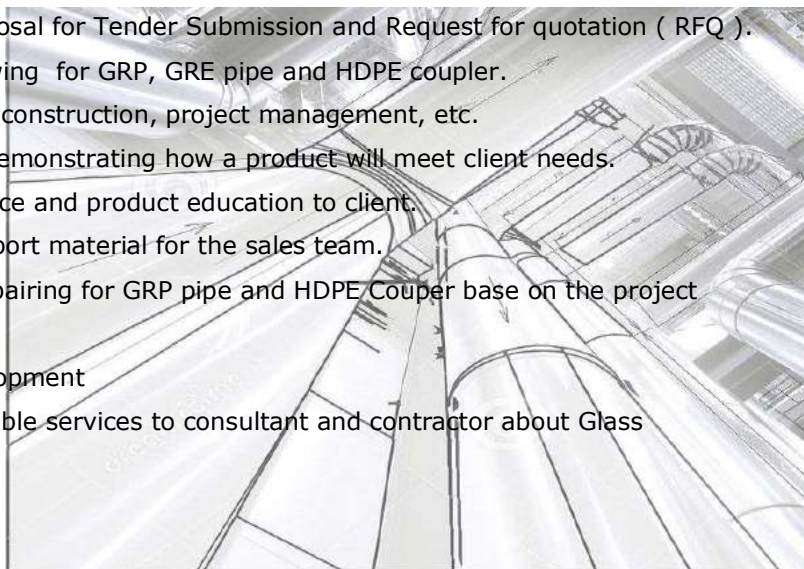 osal for Tender Submission and Request for quotation ( RFQ ).
ing for GRP, GRE pipe and HDPE coupler.
construction, project management, etc.
emonstrating how a product will meet client needs.
ce and product education to client.
ort material for the sales team.
pairing for GRP pipe and HDPE Couper base on the project
opment
ble services to consultant and contractor about Glass